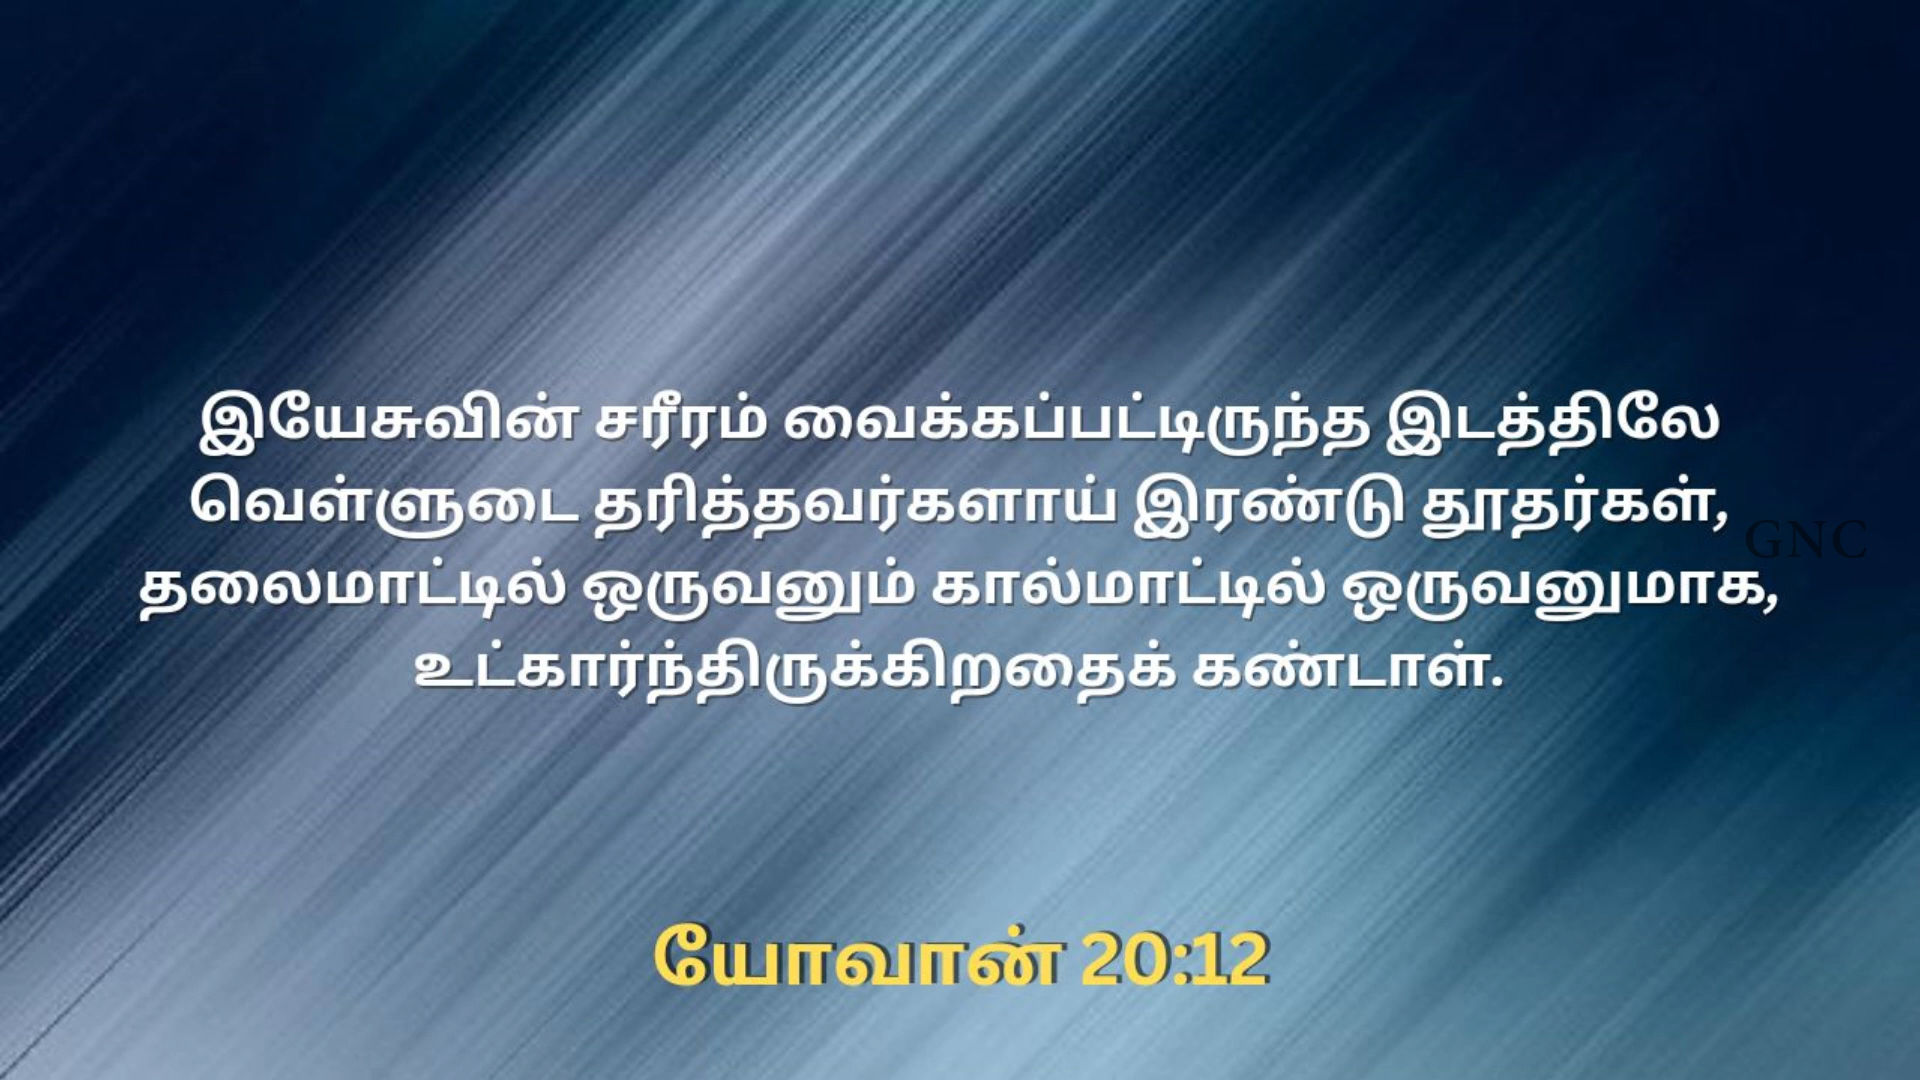 இயேசுவின் சரீரம் வைக்கப்பட்டிருந்த இடத்திலே
வெள்ளுடை தரித்தவர்களாய் இரண்டு தூதர்கள்,
GNC
தலைமாட்டில் ஒருவனும் கால்மாட்டில் ஒருவனுமாக,
உட்கார்ந்திருக்கிறதைக் கண்டாள்.
யோவான் 20:12